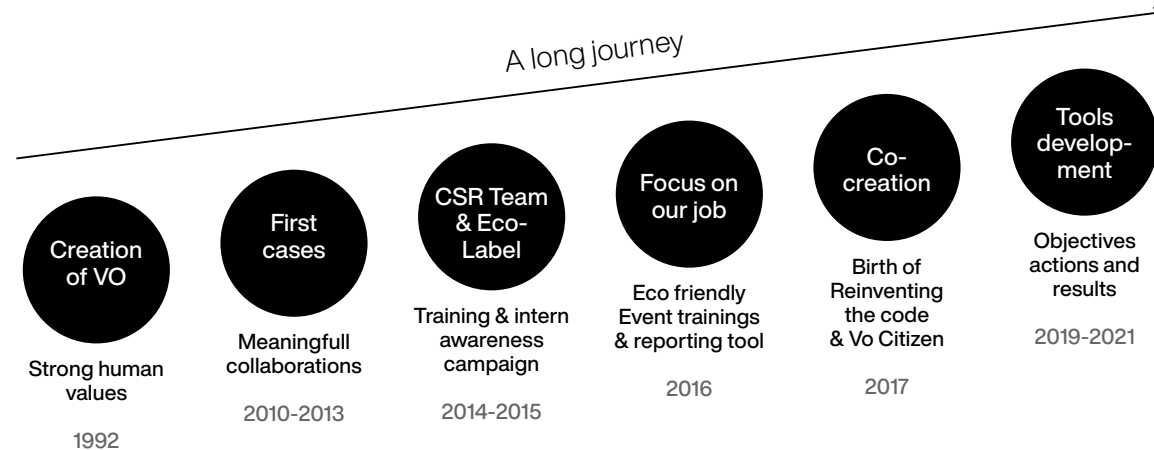 A long journey
Creation
of VO
Strong human
values
1992
First
cases
Meaningfull
collaborations
2010-2013
CSR Team
& Eco-
Label
Training & intern
awareness
campaign
2014-2015
Focus on
our job
Eco friendly
Event trainings
& reporting tool
2016
Co-
creation
Birth of
Reinventing
the code
& Vo Citizen
2017
Tools
develop-
ment
Objectives
actions and
results
2019-2021